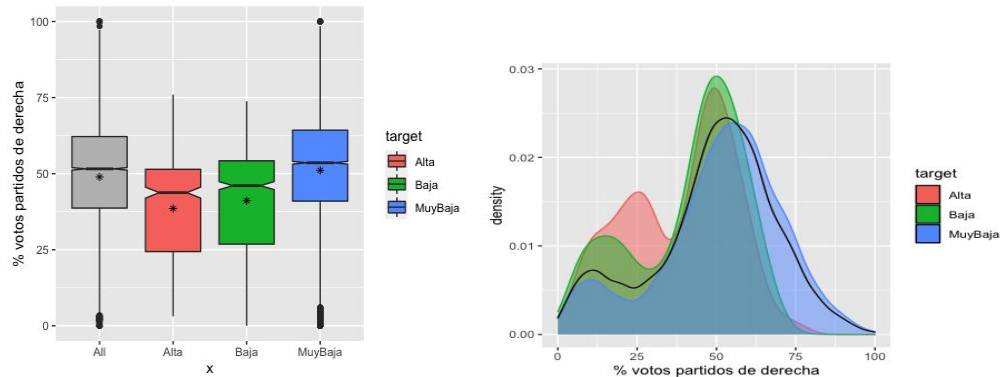 % votos partidos de derecha
100
75
50
25
0
All Alta Baja MuyBaja
x
target
Alta
Baja
MuyBaja
density
0.03
0.02
0.01
0.00
0 25 50 75 100
% votos partidos de derecha
target
Alta
Baja
MuyBaja